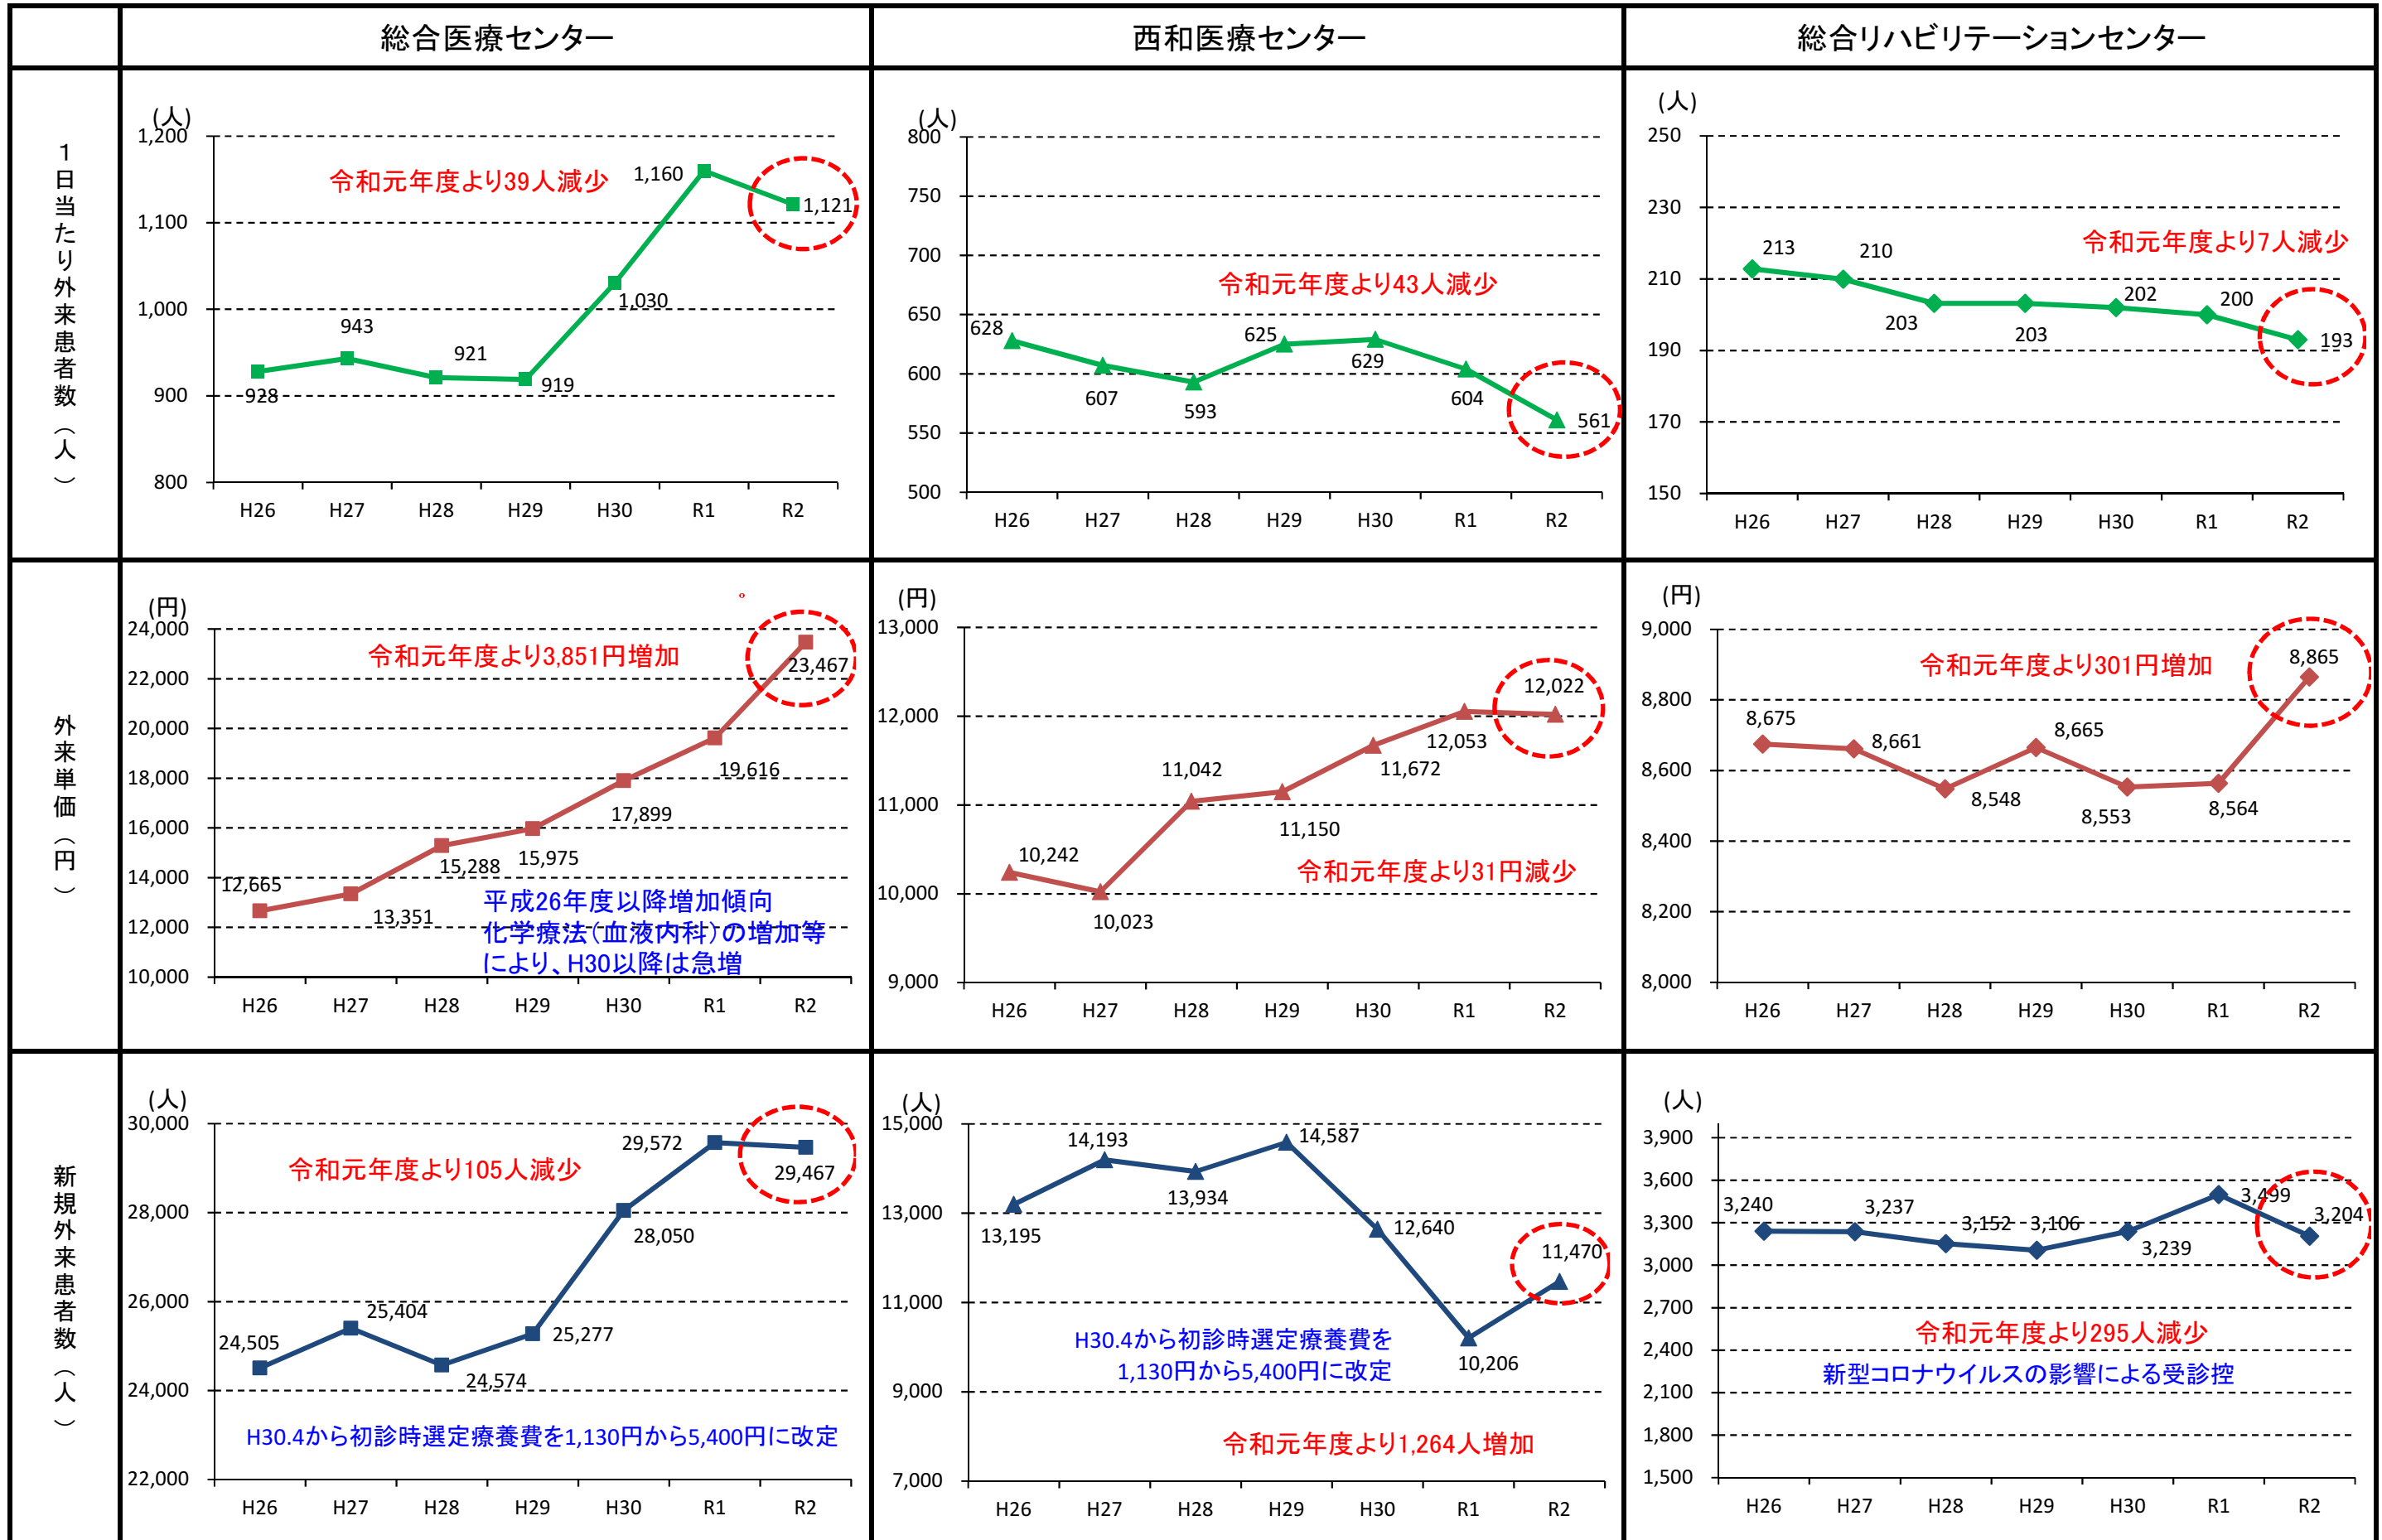 総合医療センター
西和医療センター
総合リハビリテーションセンター
1日当たり外来患者数（人）
(人)
1,200
1,100
1,000
900
800
令和元年度より39人減少
928
943
921
919
1,030
1,160
1,121
H26 H27 H28 H29 H30 R1 R2
(人)
800
750
700
650
600
550
500
令和元年度より43人減少
628
607
593
625
629
604
561
H26 H27 H28 H29 H30 R1 R2
(人)
250
230
210
190
170
150
令和元年度より7人減少
213
210
203
203
202
200
193
H26 H27 H28 H29 H30 R1 R2
外来単価（円）
(円)
24,000
22,000
20,000
18,000
16,000
14,000
12,000
10,000
令和元年度より3,851円増加
12,665
13,351
15,288
15,975
17,899
19,616
23,467
平成26年度以降増加傾向
化学療法（血液内科）の増加等
により、H30以降は急増
H26 H27 H28 H29 H30 R1 R2
(円)
13,000
12,000
11,000
10,000
9,000
10,242
10,023
11,042
11,150
11,672
12,053
12,022
令和元年度より31円減少
H26 H27 H28 H29 H30 R1 R2
(円)
9,000
8,800
8,600
8,400
8,200
8,000
令和元年度より301円増加
8,675
8,661
8,548
8,665
8,553
8,564
8,865
H26 H27 H28 H29 H30 R1 R2
新規外来患者数（人）
(人)
30,000
28,000
26,000
24,000
22,000
令和元年度より105人減少
24,505
25,404
24,574
25,277
28,050
29,572
29,467
H30.4から初診時選定療養費を1,130円から5,400円に改定
H26 H27 H28 H29 H30 R1 R2
(人)
15,000
13,000
11,000
9,000
7,000
13,195
14,193
13,934
14,587
12,640
10,206
11,470
H30.4から初診時選定療養費を
1,130円から5,400円に改定
令和元年度より1,264人増加
H26 H27 H28 H29 H30 R1 R2
(人)
3,900
3,600
3,300
3,000
2,700
2,400
2,100
1,800
1,500
3,240
3,237
3,152
3,106
3,239
3,499
3,204
令和元年度より295人減少
新型コロナウイルスの影響による受診控
H26 H27 H28 H29 H30 R1 R2